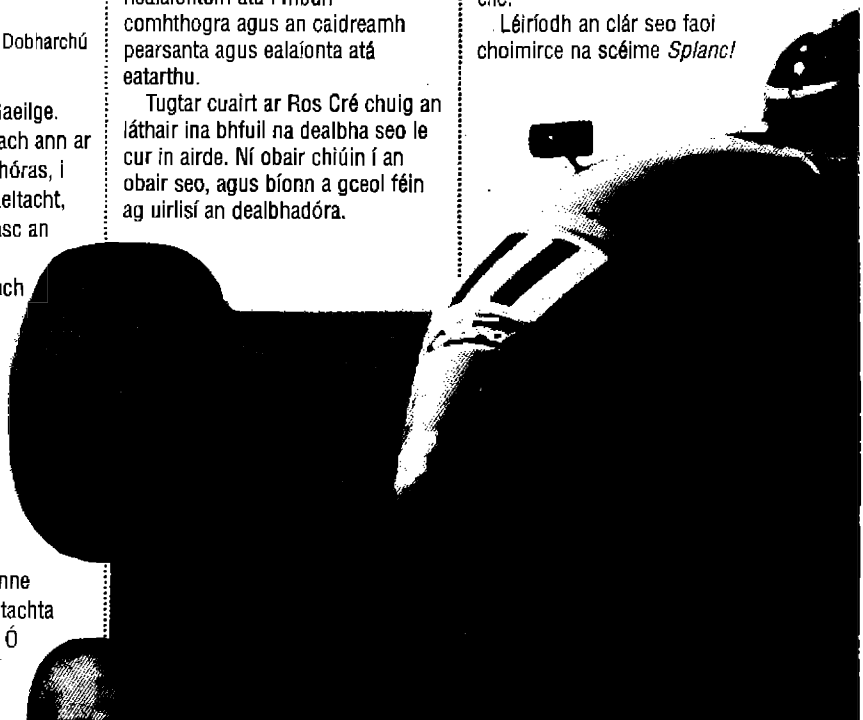 Dobharchú
aeilge.
ach ann ar
hóras, i
eltachta,
asc an
ach
nne
tachta
Ó
comhthogra agus an caidreamh
pearsanta agus ealaíonta atá
eatarthu.
Tugtar cuairt ar Ros Cré chuig an
láthair ina bhfuil na dealbha seo le
cur in airde. Ní obair chiúin í an
obair seo, agus bíonn a gceol féin
ag uirlisí an dealbhadóra.
Léiríodh an clár seo faoi
choimirce na scéime Splanc!